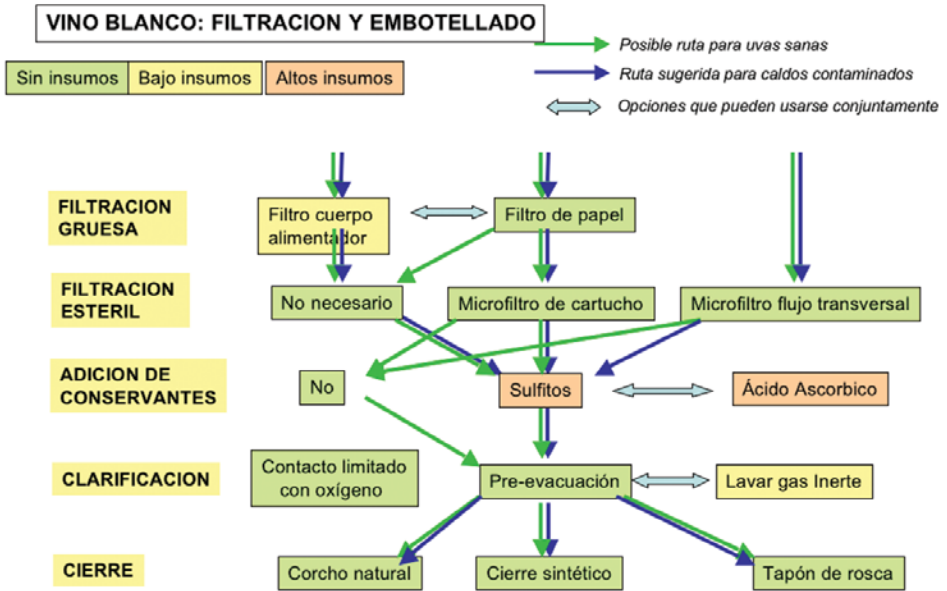 VINO BLANCO: FILTRACION Y EMBOTELLADO
Posible ruta para uvas sanas
Sin insumos
Bajo insumos
Altos insumos
Ruta sugerida para caldos contaminados
Opciones que pueden usarse conjuntamente
FILTRACION
GRUESA
Filtro cuerpo
alimentador
Filtro de papel
FILTRACION
ESTERIL
No necesario
Microfiltro de cartucho
Microfiltro flujo transversal
ADICION DE
CONSERVANTES
No
Sulfitos
Ácido Ascorbico
CLARIFICACION
Contacto limitado
con oxígeno
Pre-evacuación
Lavar gas Inerte
CIERRE
Corcho natural
Cierre sintético
Tapón de rosca